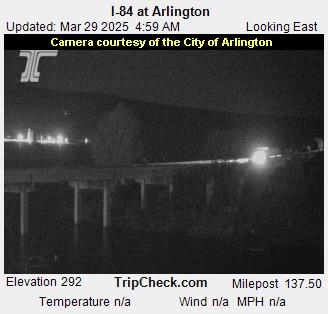 I-84 at Arlington
Updated: Mar 29 2025 4:59 AM Looking East
Camera courtesy of the City of Arlington
Elevation 292 TripCheck.com Milepost 137.50
Temperature n/a Wind n/a MPH n/a